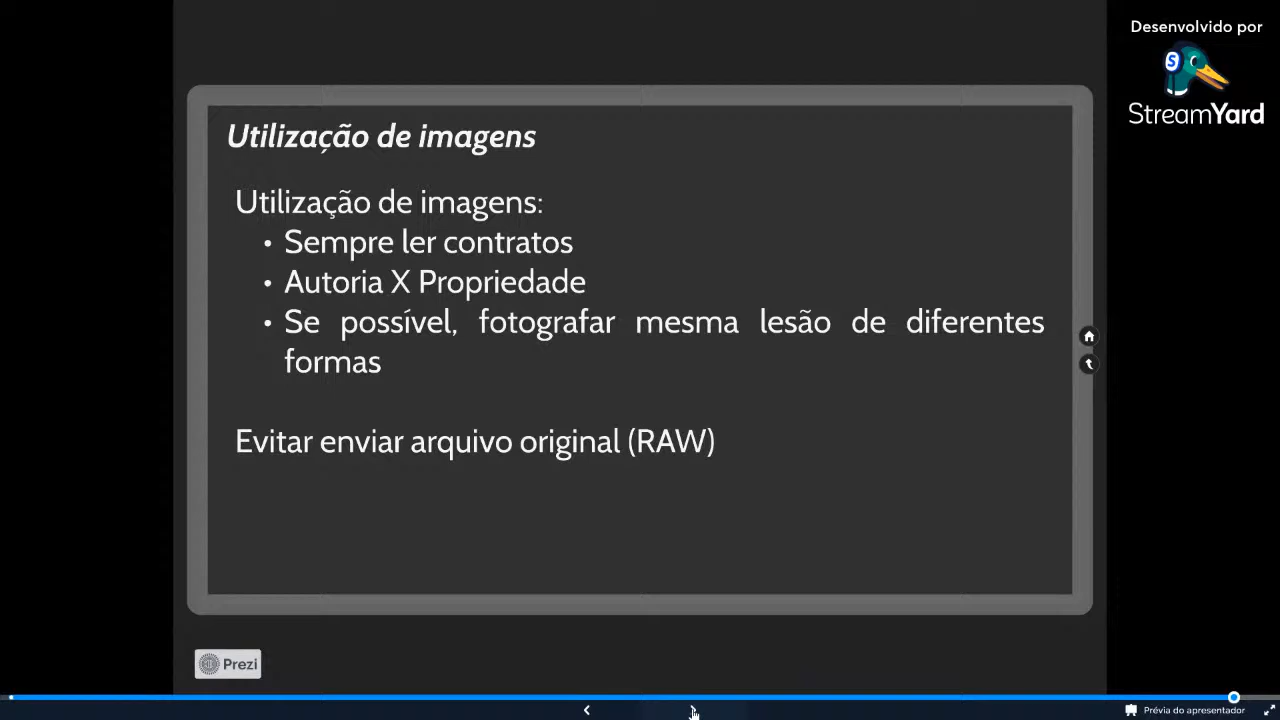 Desenvolvido por
S
StreamYard
Utilização de imagens
Utilização de imagens:
• Sempre ler contratos
• Autoria X Propriedade
• Se possível, fotografar mesma lesão de diferentes
formas
Evitar enviar arquivo original (RAW)
Prezi
Prévia do apresentador